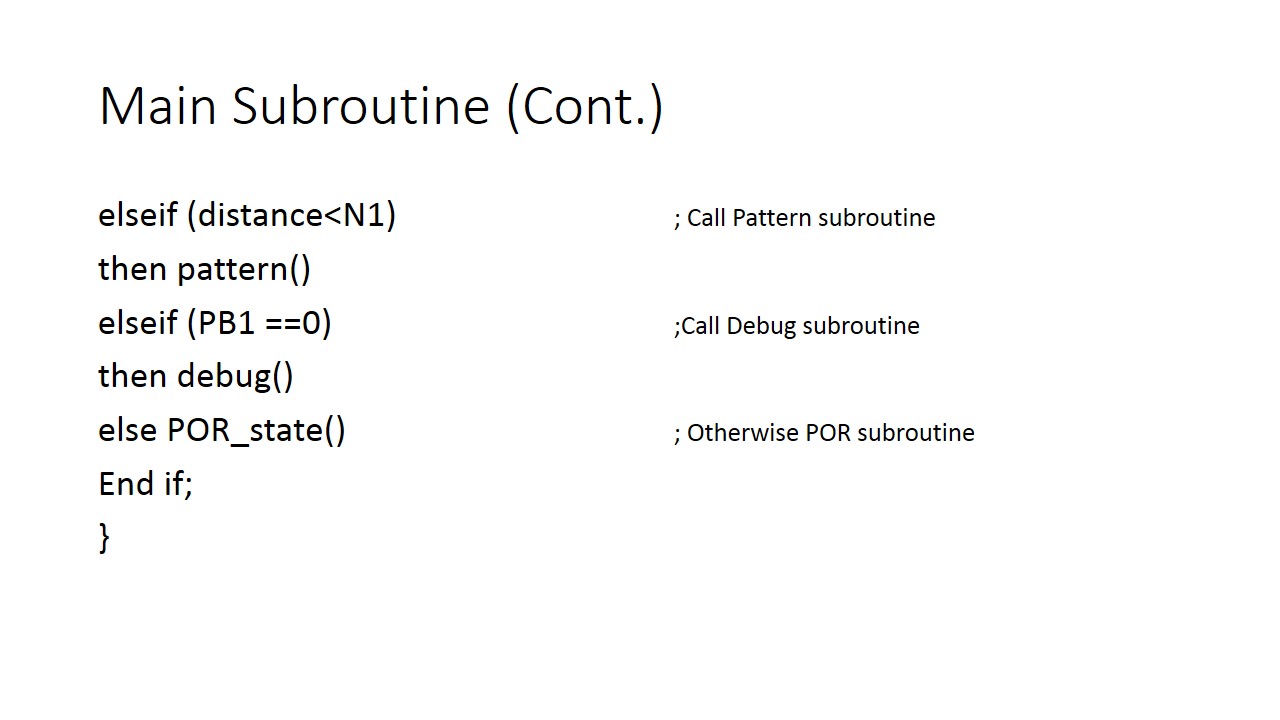 Main Subroutine (Cont.)
elseif (distance<N1) ; Call Pattern subroutine
then pattern()
elseif (PB1 ==0) ;Call Debug subroutine
then debug()
else POR_state() ; Otherwise POR subroutine
End if;
}